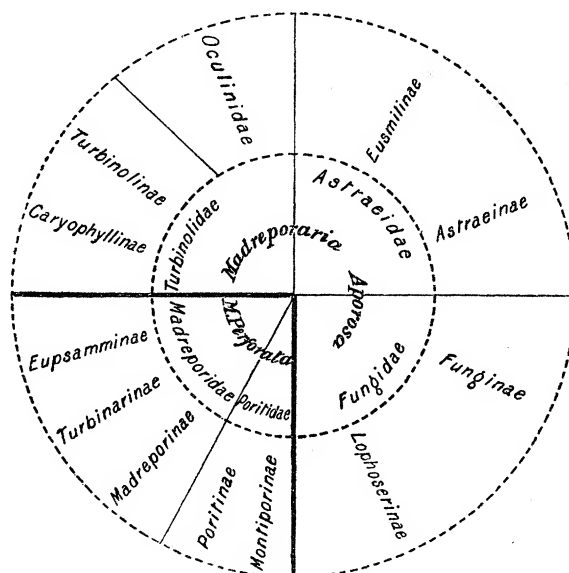 Oculinidae
Eusmilinae
Astraeinae
Astraeidae
Turbinolinae
Caryophyllinae
Turbinolidae
Madreporaria
Aporosa
M.Perforata
Madreporidae
Poritidae
Fungidae
Eupsamminae
Turbinarinae
Madreporinae
Poritinae
Montiporinae
Lophoserinae
Funginae